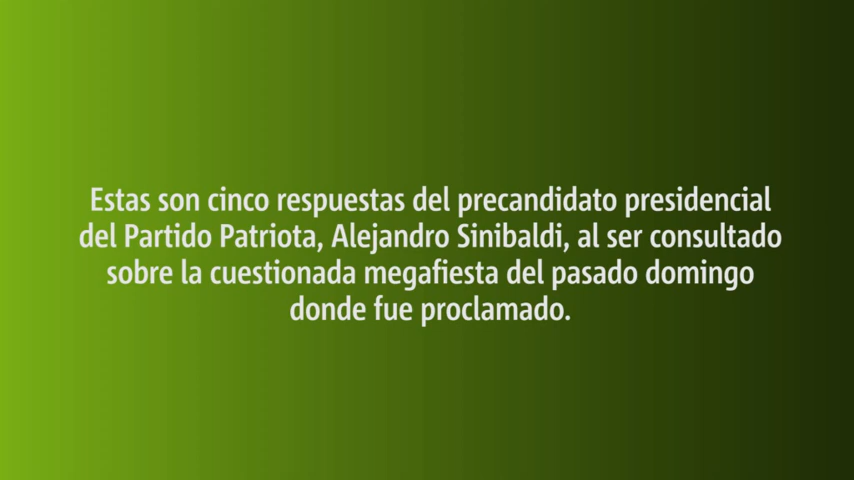 Estas son cinco respuestas del precandidato presidencial
del Partido Patriota, Alejandro Sinibaldi, al ser consultado
sobre la cuestionada megafiesta del pasado domingo
donde fue proclamado.